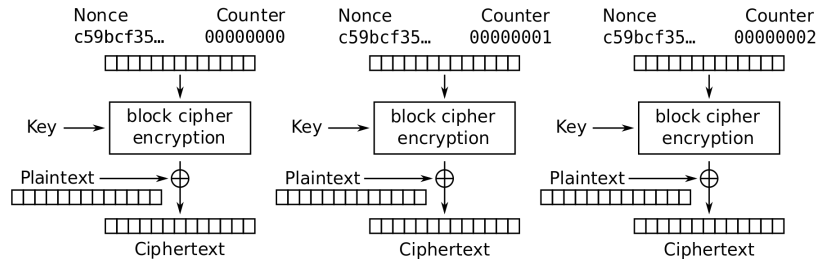 Nonce Counter
c59bcf35… 00000000
Key
block cipher
encryption
Plaintext
Ciphertext
Nonce Counter
c59bcf35… 00000001
Key
block cipher
encryption
Plaintext
Ciphertext
Nonce Counter
c59bcf35… 00000002
Key
block cipher
encryption
Plaintext
Ciphertext